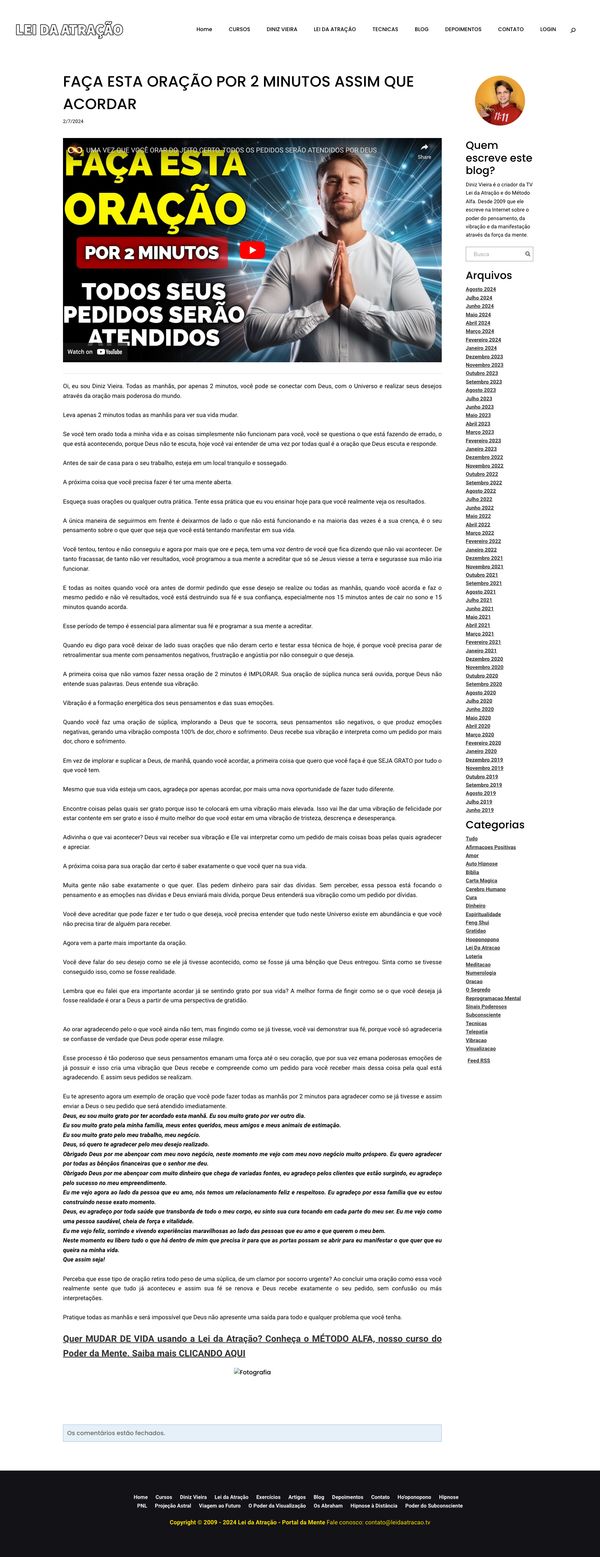 LEI DA ATRAÇÃO
Home CURSOS DINIZ VIEIRA LEI DA ATRAÇÃO TECNICAS BLOG DEPOIMENTOS CONTATO LOGIN
FAÇA ESTA ORAÇÃO POR 2 MINUTOS ASSIM QUE
ACORDAR
2/7/2024
UMA VEZ QUE VOCÊ ORAR DO JEITO CERTO, TODOS OS PEDIDOS SERÃO ATENDIDOS POR DEUS
Share
FAÇA ESTA
ORAÇÃO
POR 2 MINUTOS
TODOS SEUS
PEDIDOS SERÃO
ATENDIDOS
11:11
Watch on YouTube
Oi, eu sou Diniz Vieira. Todas as manhãs, por apenas 2 minutos, você pode se conectar com Deus, com o Universo e realizar seus desejos
através da oração mais poderosa do mundo.
Leva apenas 2 minutos todas as manhãs para ver sua vida mudar.
Se você tem orado toda a minha vida e as coisas simplesmente não funcionam para você, você se questiona o que está fazendo de errado, o
que está acontecendo, porque Deus não te escuta, hoje você vai entender de uma vez por todas qual é a oração que Deus escuta e responde.
Antes de sair de casa para o seu trabalho, esteja em um local tranquilo e sossegado.
A próxima coisa que você precisa fazer é ter uma mente aberta.
Esqueça suas orações ou qualquer outra prática. Tente essa prática que eu vou ensinar hoje para que você realmente veja os resultados.
A única maneira de seguirmos em frente é deixarmos de lado o que não está funcionando e na maioria das vezes é a sua crença, é o seu
pensamento sobre o que quer que seja que você está tentando manifestar em sua vida.
Você tentou, tentou e não conseguiu e agora por mais que ore e peça, tem uma voz dentro de você que fica dizendo que não vai acontecer. De
tanto fracassar, de tanto não ver resultados, você programou a sua mente a acreditar que só se Jesus viesse a terra e segurasse sua mão iria
funcionar.
E todas as noites quando você ora antes de dormir pedindo que esse desejo se realize ou todas as manhãs, quando você acorda e faz o
mesmo pedido e não vê resultados, você está destruindo sua fé e sua confiança, especialmente nos 15 minutos antes de cair no sono e 15
minutos quando acorda.
Esse período de tempo é essencial para alimentar sua fé e programar a sua mente a acreditar.
Quando eu digo para você deixar de lado suas orações que não deram certo e testar essa técnica de hoje, é porque você precisa parar de
retroalimentar sua mente com pensamentos negativos, frustração e angústia por não conseguir o que deseja.
A primeira coisa que não vamos fazer nessa oração de 2 minutos é IMPLORAR. Sua oração de súplica nunca será ouvida, porque Deus não
entende suas palavras. Deus entende sua vibração.
Vibração é a formação energética dos seus pensamentos e das suas emoções.
Quando você faz uma oração de súplica, implorando a Deus que te socorra, seus pensamentos são negativos, o que produz emoções
negativas, gerando uma vibração composta 100% de dor, choro e sofrimento. Deus recebe sua vibração e interpreta como um pedido por mais
dor, choro e sofrimento.
Em vez de implorar e suplicar a Deus, de manhã, quando você acordar, a primeira coisa que quero que você faça é que SEJA GRATO por tudo o
que você tem.
Mesmo que sua vida esteja um caos, agradeça por apenas acordar, por mais uma nova oportunidade de fazer tudo diferente.
Encontre coisas pelas quais ser grato porque isso te colocará em uma vibração mais elevada. Isso vai lhe dar uma vibração de felicidade por
estar contente em ser grato e isso é muito melhor do que você estar em uma vibração de tristeza, descrença e desesperança.
Adivinha o que vai acontecer? Deus vai receber sua vibração e Ele vai interpretar como um pedido de mais coisas boas pelas quais agradecer
e apreciar.
A próxima coisa para sua oração dar certo é saber exatamente o que você quer na sua vida.
Muita gente não sabe exatamente o que quer. Elas pedem dinheiro para sair das dívidas. Sem perceber, essa pessoa está focando o
pensamento e as emoções nas dívidas e Deus enviará mais dívida, porque Deus entenderá sua vibração como um pedido por dívidas.
Você deve acreditar que pode fazer e ter tudo o que deseja, você precisa entender que tudo neste Universo existe em abundância e que você
não precisa tirar de alguém para receber.
Agora vem a parte mais importante da oração.
Você deve falar do seu desejo como se ele já tivesse acontecido, como se fosse já uma bênção que Deus entregou. Sinta como se tivesse
conseguido isso, como se fosse realidade.
Lembra que eu falei que era importante acordar já se sentindo grato por sua vida? A melhor forma de fingir como se o que você deseja já
fosse realidade é orar a Deus a partir de uma perspectiva de gratidão.
Ao orar agradecendo pelo o que você ainda não tem, mas fingindo como se já tivesse, você vai demonstrar sua fé, porque você só agradeceria
se confiasse de verdade que Deus pode operar esse milagre.
Esse processo é tão poderoso que seus pensamentos emanam uma força até o seu coração, que por sua vez emana poderosas emoções de
já possuir e isso cria uma vibração que Deus recebe e compreende como um pedido para você receber mais dessa coisa pela qual está
agradecendo. E assim seus pedidos se realizam.
Eu te apresento agora um exemplo de oração que você pode fazer todas as manhãs por 2 minutos para agradecer como se já tivesse e assim
enviar a Deus o seu pedido que será atendido imediatamente.
Deus, eu sou muito grato por ter acordado esta manhã. Eu sou muito grato por ver outro dia.
Eu sou muito grato pela minha família, meus entes queridos, meus amigos e meus animais de estimação.
Eu sou muito grato pelo meu trabalho, meu negócio.
Deus, só quero te agradecer pelo meu desejo realizado.
Obrigado Deus por me abençoar com meu novo negócio, neste momento me vejo com meu novo negócio muito próspero. Eu quero agradecer
por todas as bênçãos financeiras que o senhor me deu.
Obrigado Deus por me abençoar com muito dinheiro que chega de variadas fontes, eu agradeço pelos clientes que estão surgindo, eu agradeço
pelo sucesso no meu empreendimento.
Eu me vejo agora ao lado da pessoa que eu amo, nós temos um relacionamento feliz e respeitoso. Eu agradeço por essa família que eu estou
construindo nesse exato momento.
Deus, eu agradeço por toda saúde que transborda de todo o meu corpo, eu sinto sua cura tocando em cada parte do meu ser. Eu me vejo como
uma pessoa saudável, cheia de força e vitalidade.
Eu me vejo feliz, sorrindo e vivendo experiências maravilhosas ao lado das pessoas que eu amo e que querem o meu bem.
Neste momento eu libero tudo o que há dentro de mim que precisa ir para que as portas possam se abrir para eu manifestar o que quer que eu
queira na minha vida.
Que assim seja!
Perceba que esse tipo de oração retira todo peso de uma súplica, de um clamor por socorro urgente? Ao concluir uma oração como essa você
realmente sente que tudo já aconteceu e assim sua fé se renova e Deus recebe exatamente o seu pedido, sem confusão ou más
interpretações.
Pratique todas as manhãs e será impossível que Deus não apresente uma saída para todo e qualquer problema que você tenha.
Quer MUDAR DE VIDA usando a Lei da Atração? Conheça o MÉTODO ALFA, nosso curso do
Poder da Mente. Saiba mais CLICANDO AQUI
Fotografia
Os comentários estão fechados.
Quem
escreve este
blog?
Diniz Vieira é o criador da TV
Lei da Atração e do Método
Alfa. Desde 2009 que ele
escreve na Internet sobre o
poder do pensamento, da
vibração e da manifestação
através da força da mente.
Busca
Arquivos
Agosto 2024
Julho 2024
Junho 2024
Maio 2024
Abril 2024
Março 2024
Fevereiro 2024
Janeiro 2024
Dezembro 2023
Novembro 2023
Outubro 2023
Setembro 2023
Agosto 2023
Julho 2023
Junho 2023
Maio 2023
Abril 2023
Março 2023
Fevereiro 2023
Janeiro 2023
Dezembro 2022
Novembro 2022
Outubro 2022
Setembro 2022
Agosto 2022
Julho 2022
Junho 2022
Maio 2022
Abril 2022
Março 2022
Fevereiro 2022
Janeiro 2022
Dezembro 2021
Novembro 2021
Outubro 2021
Setembro 2021
Agosto 2021
Julho 2021
Junho 2021
Maio 2021
Abril 2021
Março 2021
Fevereiro 2021
Janeiro 2021
Dezembro 2020
Novembro 2020
Outubro 2020
Setembro 2020
Agosto 2020
Julho 2020
Junho 2020
Maio 2020
Abril 2020
Março 2020
Fevereiro 2020
Janeiro 2020
Dezembro 2019
Novembro 2019
Outubro 2019
Setembro 2019
Agosto 2019
Julho 2019
Junho 2019
Categorias
Tudo
Afirmacoes Positivas
Amor
Auto Hipnose
Bíblia
Carta Magica
Cerebro Humano
Cura
Dinheiro
Espiritualidade
Feng Shui
Gratidao
Hooponopono
Lei Da Atracao
Loteria
Meditacao
Numerologia
Oracao
O Segredo
Reprogramacao Mental
Sinais Poderosos
Subconsciente
Tecnicas
Telepatia
Vibracao
Visualizacao
Feed RSS
Home Cursos Diniz Vieira Lei da Atração Exercícios Artigos Blog Depoimentos Contato Ho'oponopono Hipnose
PNL Projeção Astral Viagem ao Futuro O Poder da Visualização Os Abraham Hipnose à Distância Poder do Subconsciente
Copyright © 2009 - 2024 Lei da Atração - Portal da Mente Fale conosco: contato@leidaatracao.tv